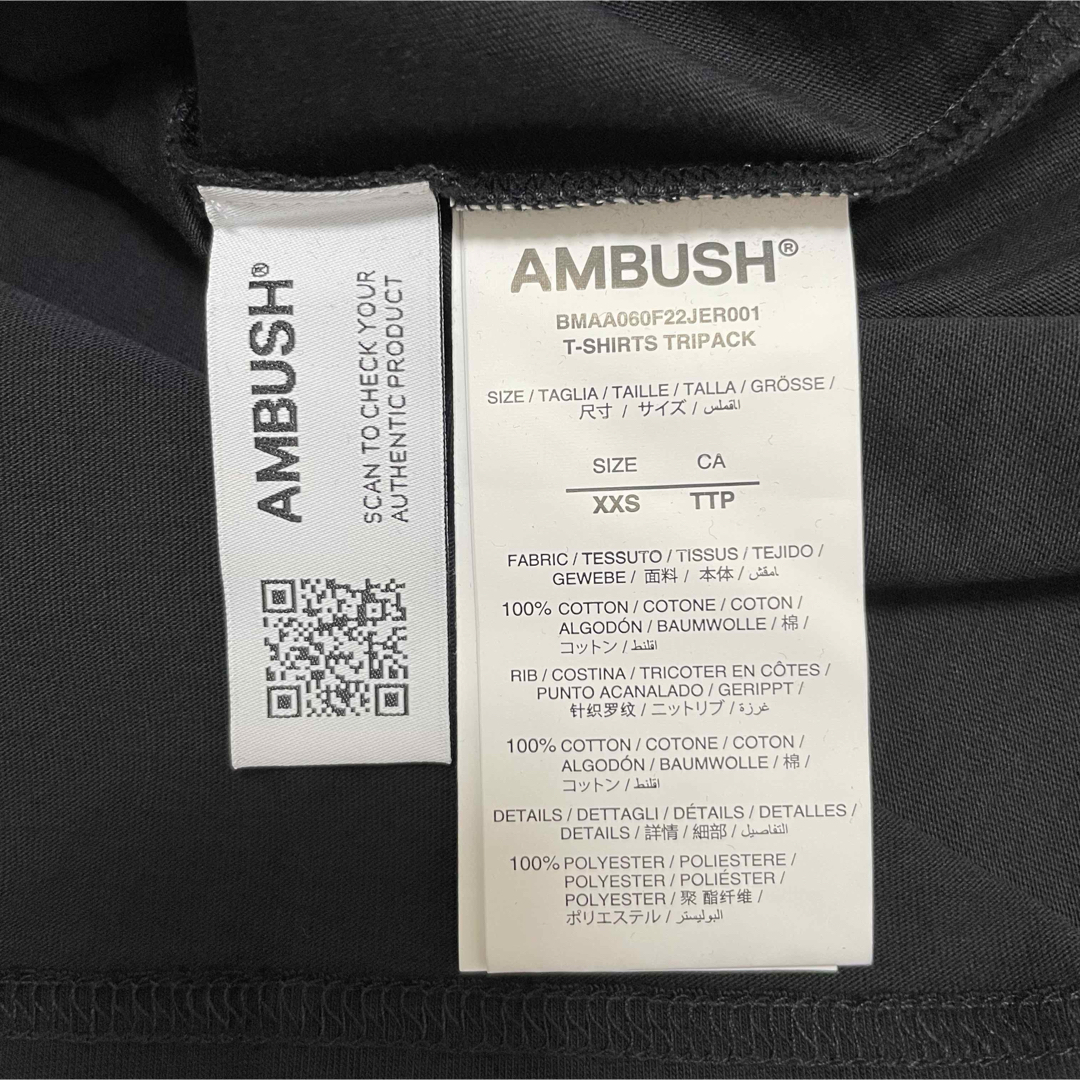 AMBUSH®
SCAN TO CHECK YOUR
AUTHENTIC PRODUCT
AMBUSH®
BMAA060F22JER001
T-SHIRTS TRIPACK
SIZE / TAGLIA / TAILLE / TALLA / GRÖSSE /
尺寸 / サイズ /
SIZE CA
XXS TTP
FABRIC / TESSUTO / TISSUS / TEJIDO /
GEWEBE / 面料 / 本体 /
100% COTTON / COTONE / COTON /
ALGODÓN / BAUMWOLLE / 棉 /
コットン /
RIB / COSTINA / TRICOTER EN CÔTES /
PUNTO ACANALADO / GERIPPT /
针织罗纹 / ニットリブ / غرزة
100% COTTON / COTONE / COTON /
ALGODÓN / BAUMWOLLE / 棉 /
コットン /
DETAILS / DETTAGLI / DÉTAILS / DETALLES /
DETAILS / 詳情 / 細部 / التفاصيل
100% POLYESTER / POLIESTERE /
POLYESTER / POLIÉSTER /
POLYESTER / 聚 酯纤维 /
ポリエステル / البوليستر